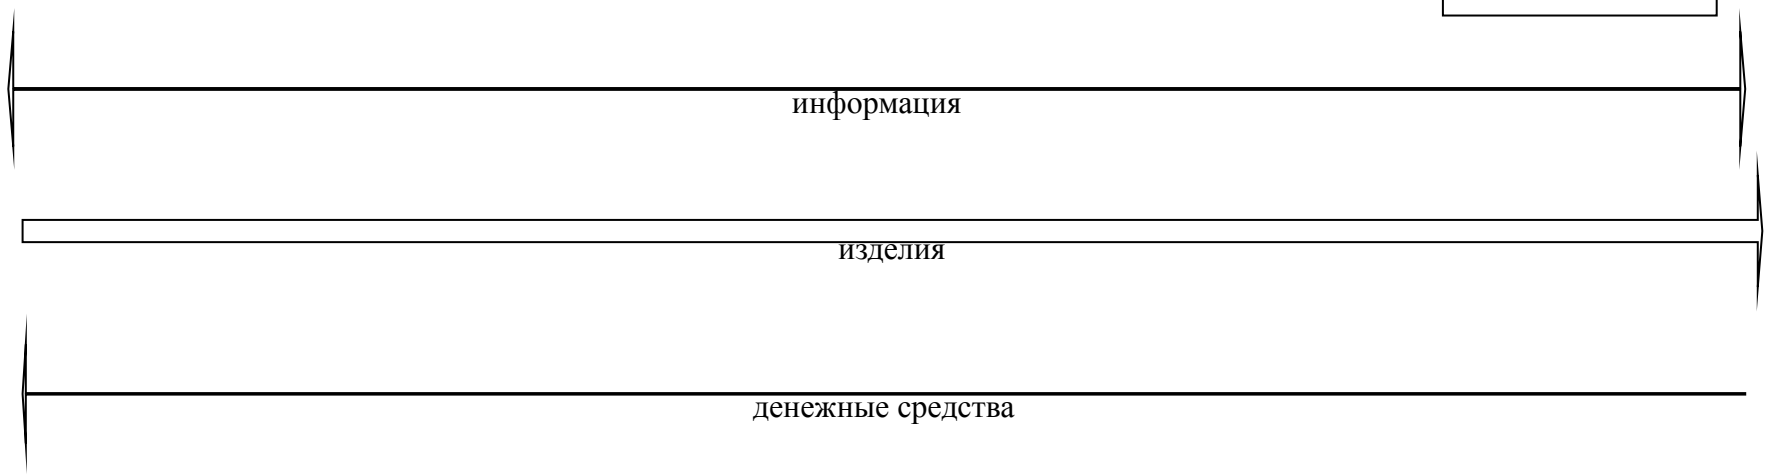 информация
изделия
денежные средства